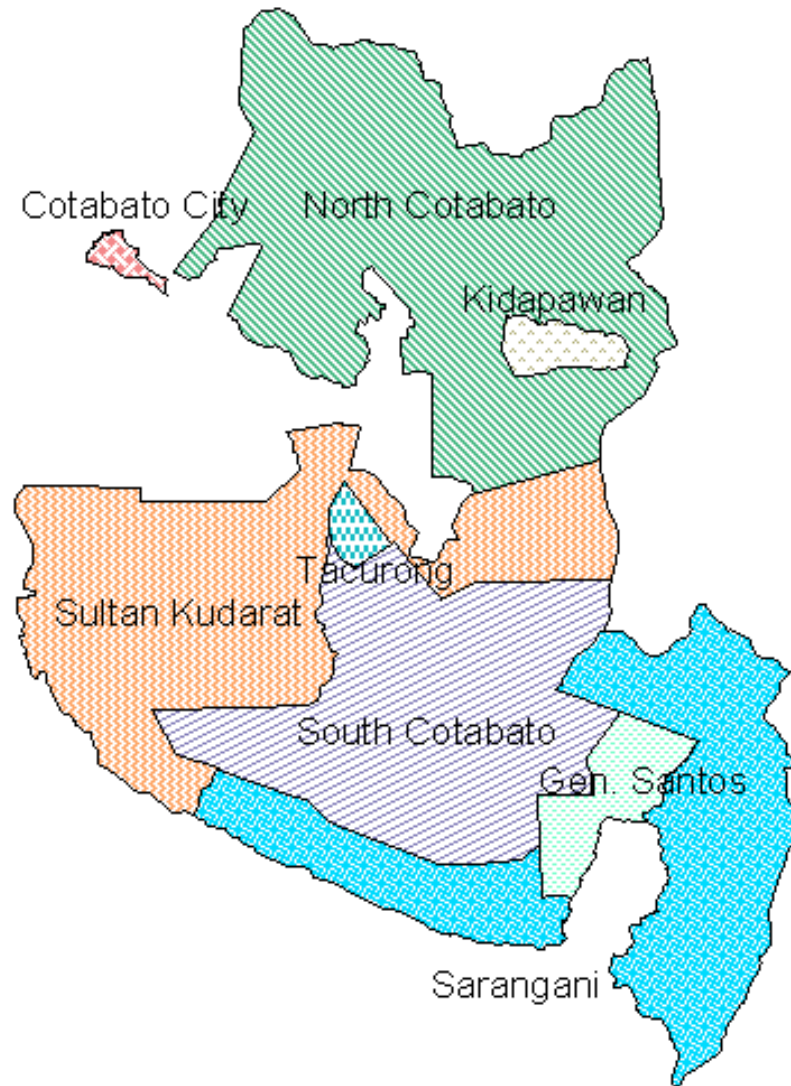 Cotabato City
North Cotabato
Kidapawan
Tacurong
Sultan Kudarat
South Cotabato
Gen. Santos
Sarangani